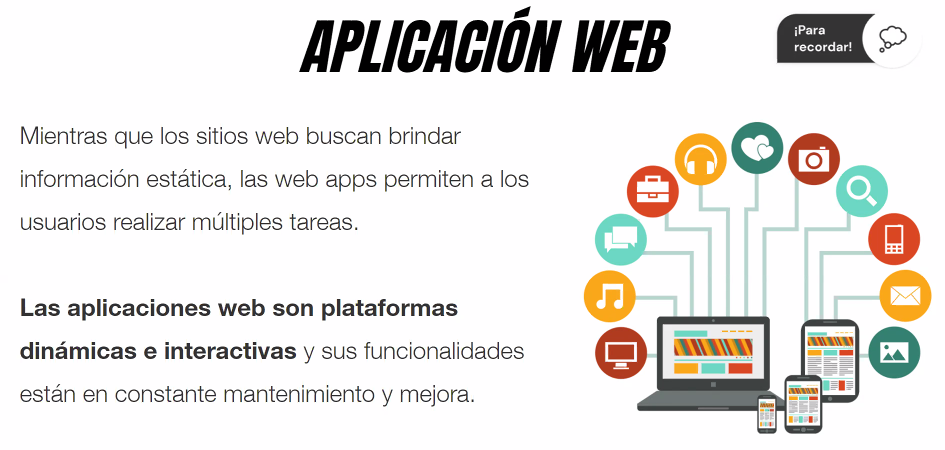 APLICACIÓN WEB
¡Para
recordar!
Mientras que los sitios web buscan brindar
información estática, las web apps permiten a los
usuarios realizar múltiples tareas.
Las aplicaciones web son plataformas
dinámicas e interactivas y sus funcionalidades
están en constante mantenimiento y mejora.